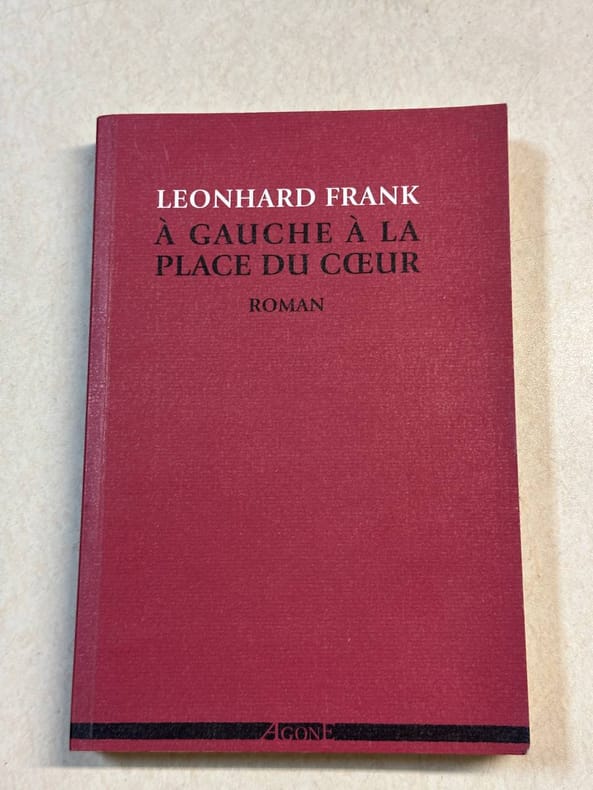 LEONHARD FRANK
À GAUCHE À LA
PLACE DU CŒUR
ROMAN
AGONE